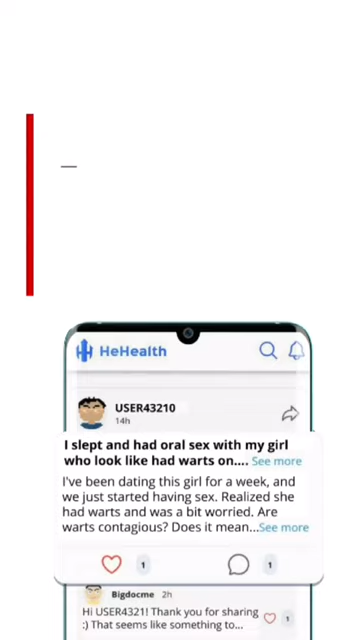 HeHealth
USER43210
14h
I slept and had oral sex with my girl
who look like had warts on.... See more
I've been dating this girl for a week, and
we just started having sex. Realized she
had warts and was a bit worried. Are
warts contagious? Does it mean...See more
1
1
Bigdocme 2h
Hi USER4321! Thank you for sharing
1
:) That seems like something to...